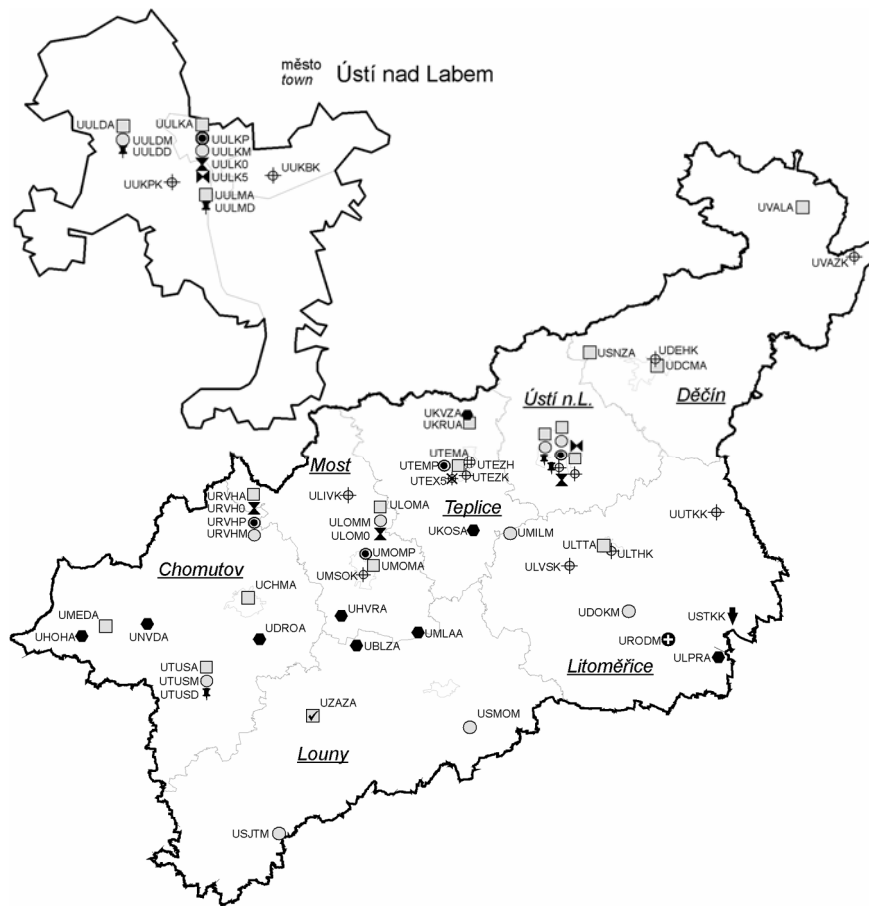 město
town Ústí nad Labem
UULDA
UULDM
UULDD
UULKA
UULKP
UULKM
UULK0
UULK5
UUKPK
UUKBK
UULMA
UULMD
UVALA
UVAZK
USNZA
UDEHK
UDCMA
Děčín
UKVZA
UKRUA
Ústí n.L.
UTEMA
UTEMP
UTEZH
UTEX5
UTEZK
Most
ULIVK
ULOMA
Teplice
ULOMM
ULOM0
UKOSA
UMILM
UUTKK
URVHA
URVH0
URVHP
URVHM
UMOMP
UMOMA
UMSOK
ULTTA
ULTHK
ULVSK
Chomutov
UCHMA
UMEDA
UHOHA
UNVDA
UDROA
UHVRA
UMLAA
UBLZA
UDOKM
USTKK
URODM
ULPRA
Litoměřice
UTUSA
UTUSM
UTUSD
UZAZA
USMOM
Louny
USJTM